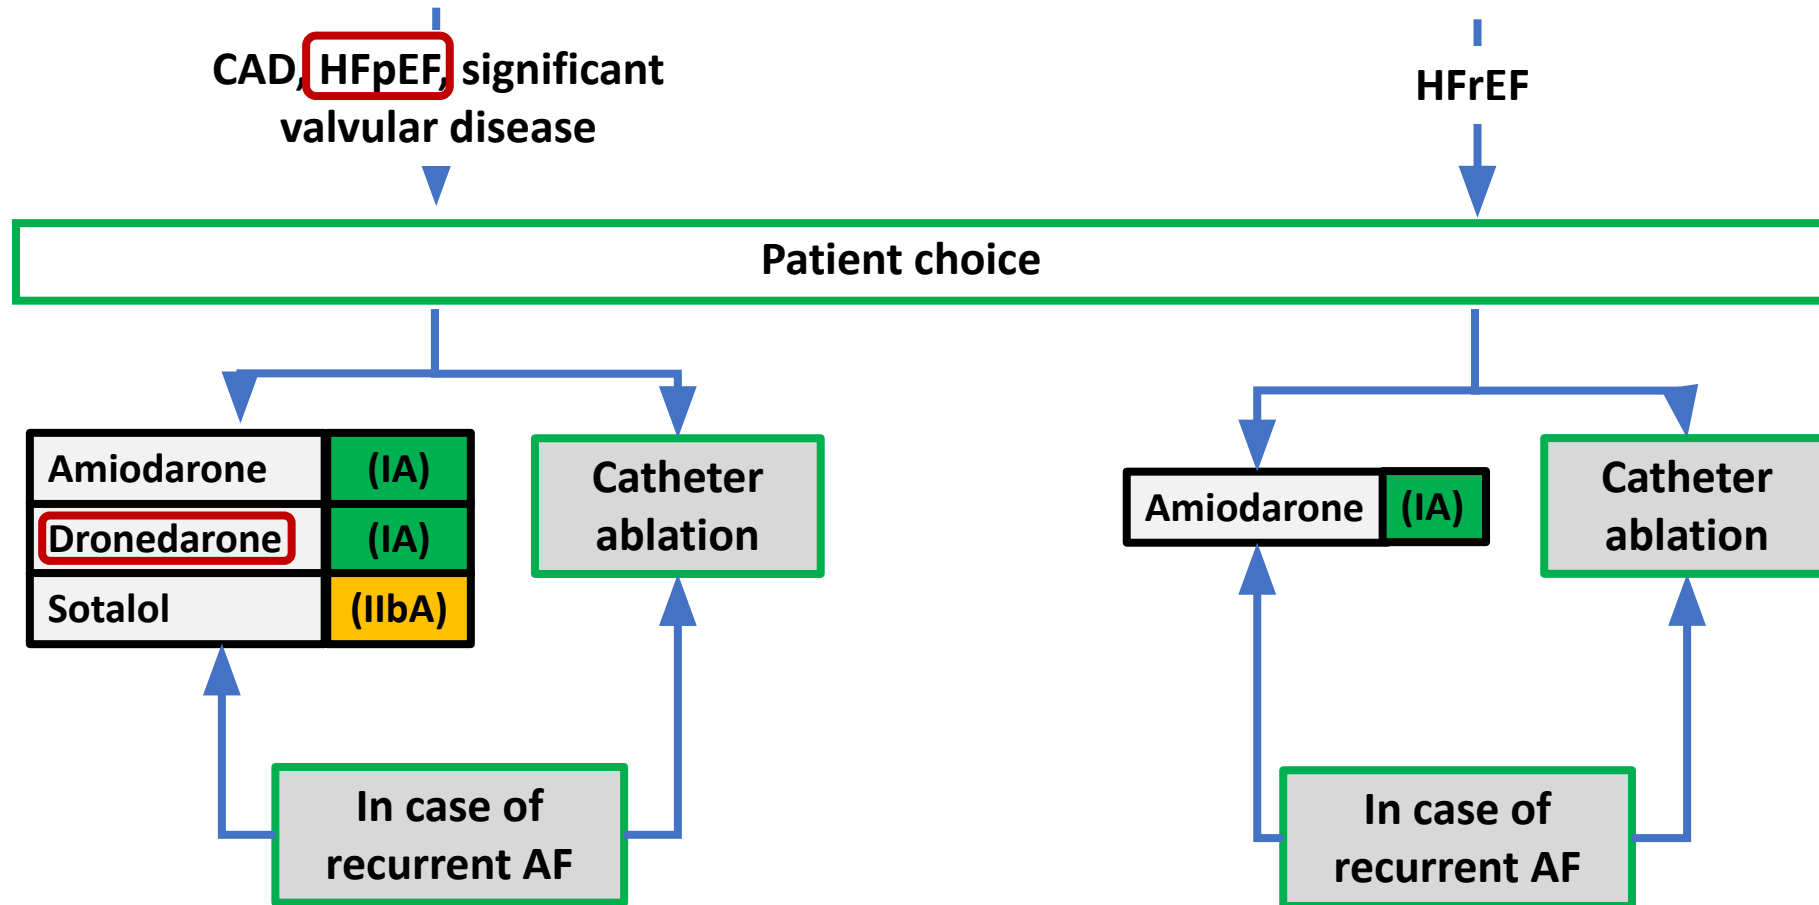 CAD, HFpEF, significant
valvular disease
HFrEF
Patient choice
Amiodarone (IA)
Dronedarone (IA)
Sotalol (IIbA)
Catheter
ablation
Amiodarone (IA)
Catheter
ablation
In case of
recurrent AF
In case of
recurrent AF